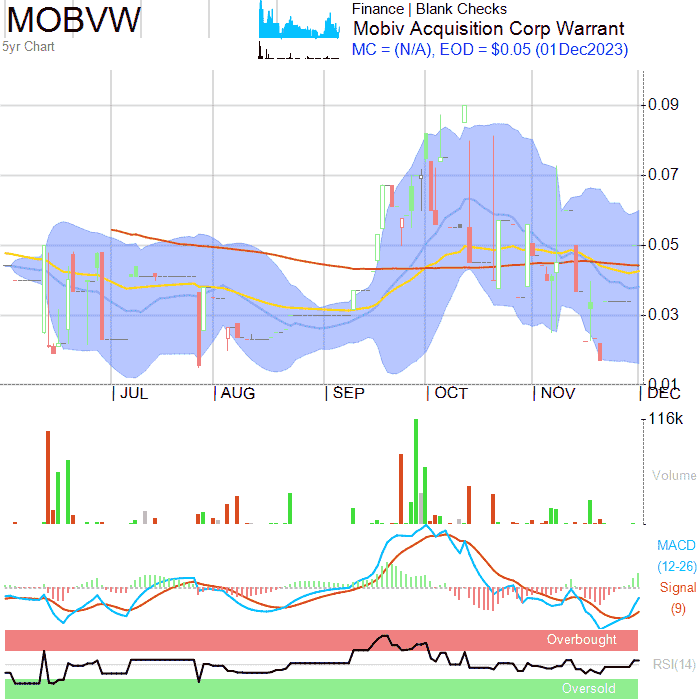 MOBVW
5yr Chart
Finance | Blank Checks
Mobiv Acquisition Corp Warrant
MC = (N/A), EOD = $0.05 (01Dec2023)
0.09
0.07
0.05
0.03
0.01
JUL
AUG
SEP
OCT
NOV
DEC
116k
Volume
MACD
(12-26)
Signal
(9)
Overbought
RSI(14)
Oversold